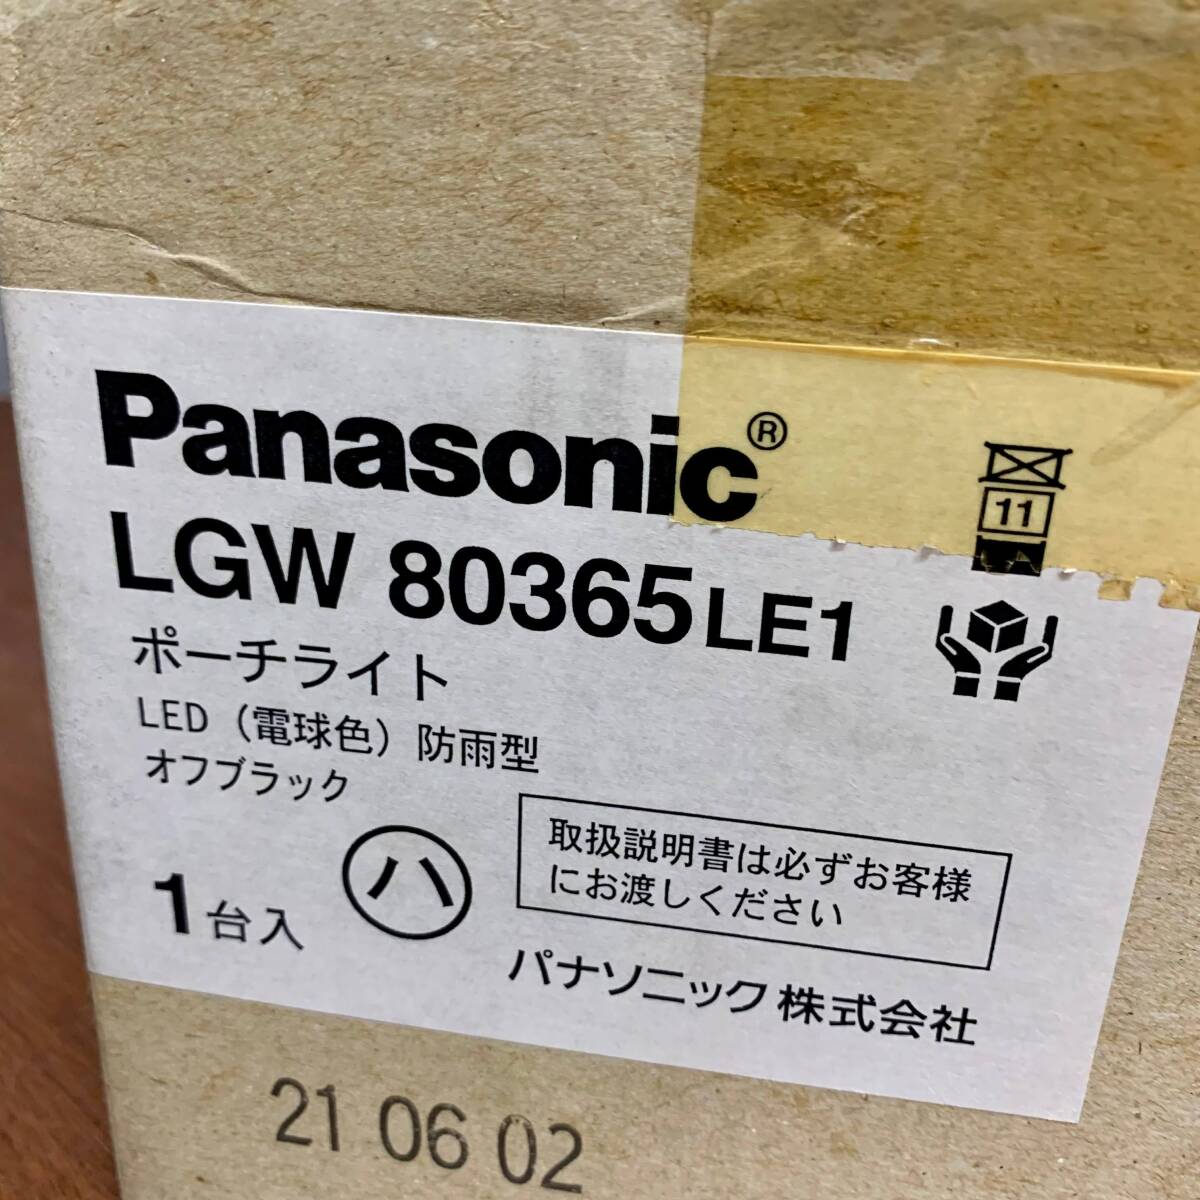 Panasonic®
LGW 80365LE1
ポーチライト
LED（電球色）防雨型
オフブラック
1台入
ハ
取扱説明書は必ずお客様
にお渡しください
パナソニック株式会社
11
21 06 02